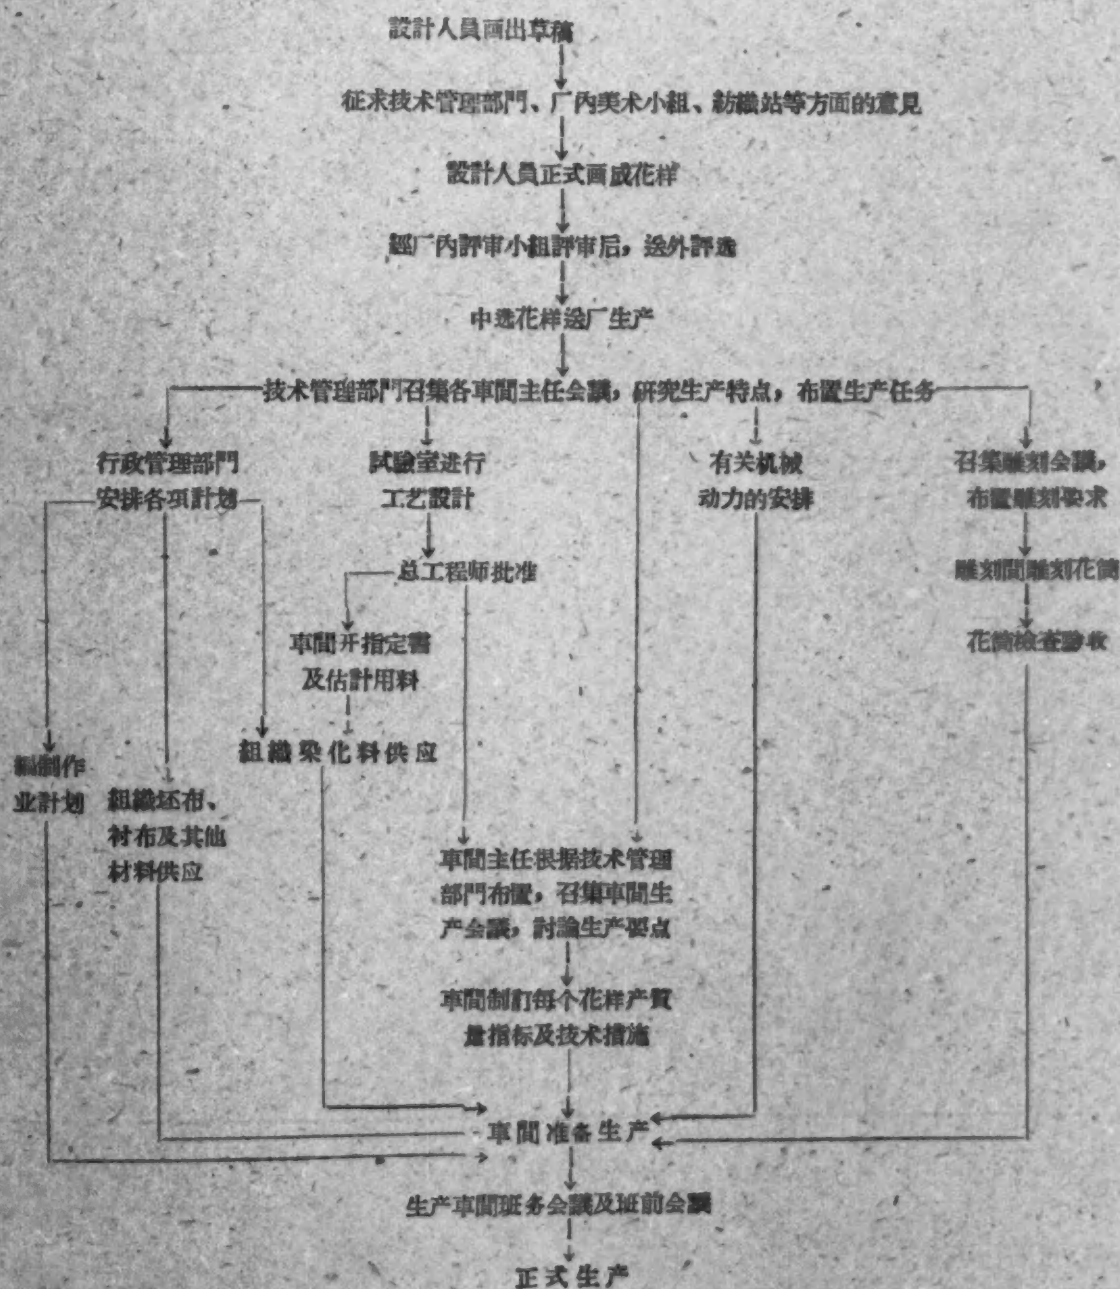 設計人員画出草稿
征求技术管理部門、厂内美术小組、紡織站等方面的意見
設計人員正式画成花样
經厂内評审小組評审后，送外評选
中选花样送厂生产
技术管理部門召集各車間主任会議，研究生产特点，布置生产任务
行政管理部門
安排各項計划
試驗室进行
工艺設計
有关机械
动力的安排
召集雕刻会議，
布置雕刻要求
总工程师批准
雕刻間雕刻花筒
車間开指定書
及估計用料
花筒檢查驗收
組織染化料供应
編制作
业計划
組織坯布、
衬布及其他
材料供应
車間主任根据技术管理
部門布置，召集車間生
产会議，討論生产要点
車間制訂每个花样产質
量指标及技术措施
車間准备生产
生产車間班务会議及班前会議
正式生产